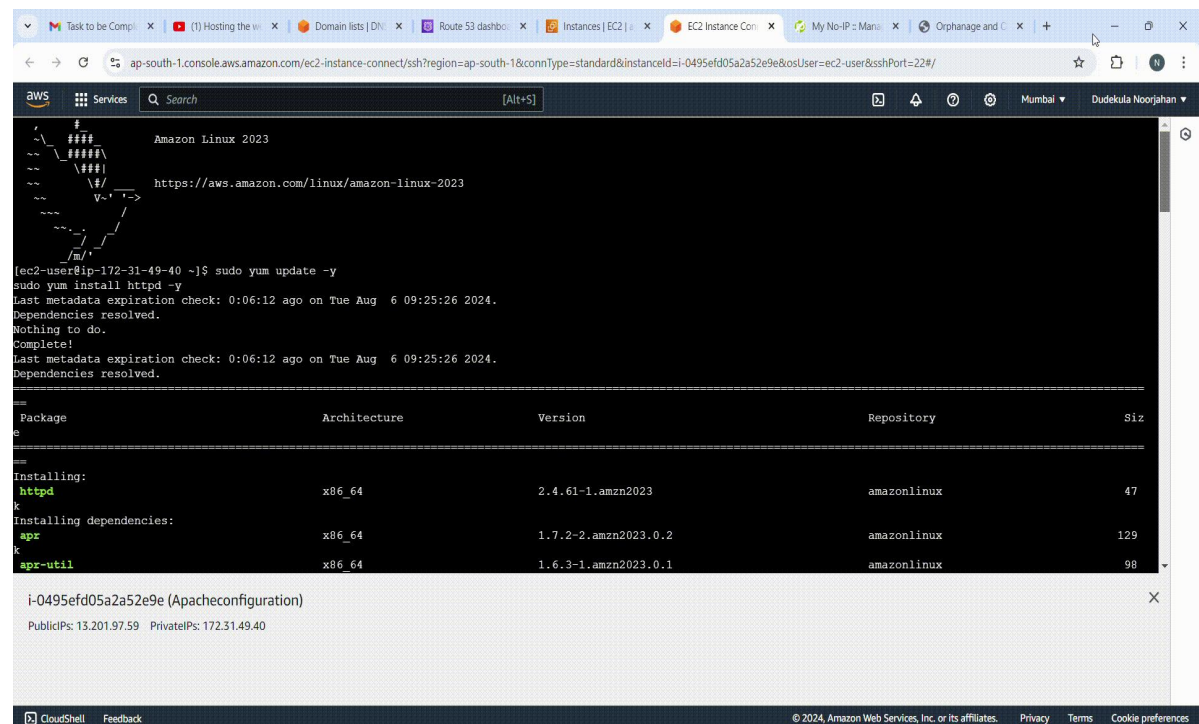 Task to be Compl
(1) Hosting the w
Domain lists | DN
Route 53 dashbo
Instances | EC2 | a
EC2 Instance Con
My No-IP :: Mana
Orphanage and C
ap-south-1.console.aws.amazon.com/ec2-instance-connect/ssh?region=ap-south-1&connType=standard&instanceId=i-0495efd05a2a52e9e&osUser=ec2-user&sshPort=22#/
N
aws Services Search [Alt+S] Mumbai ▼ Dudekula Noorjahan ▼
   ,     #_
   ~\_  ####_        Amazon Linux 2023
  ~~  \_#####\
  ~~     \###|
  ~~       \#/ ___   https://aws.amazon.com/linux/amazon-linux-2023
   ~~       V~' '->
    ~~~         /
      ~~._.   _/
         _/ _/
       _/m/'
[ec2-user@ip-172-31-49-40 ~]$ sudo yum update -y
sudo yum install httpd -y
Last metadata expiration check: 0:06:12 ago on Tue Aug  6 09:25:26 2024.
Dependencies resolved.
Nothing to do.
Complete!
Last metadata expiration check: 0:06:12 ago on Tue Aug  6 09:25:26 2024.
Dependencies resolved.
Package Architecture Version Repository Siz
e
Installing:
httpd x86_64 2.4.61-1.amzn2023 amazonlinux 47
k
Installing dependencies:
apr x86_64 1.7.2-2.amzn2023.0.2 amazonlinux 129
k
apr-util x86_64 1.6.3-1.amzn2023.0.1 amazonlinux 98
i-0495efd05a2a52e9e (Apacheconfiguration)
PublicIPs: 13.201.97.59 PrivateIPs: 172.31.49.40
CloudShell Feedback © 2024, Amazon Web Services, Inc. or its affiliates. Privacy Terms Cookie preferences